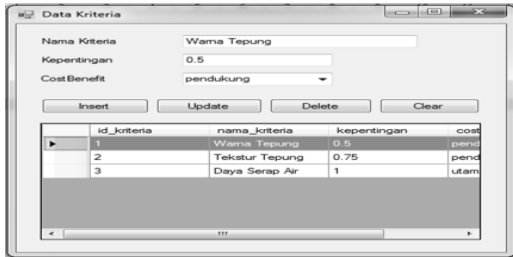 Data Kriteria
Nama Kriteria Warna Tepung
Kepentingan 0.5
CostBenefit pendukung
Insert Update Delete Clear
id_kriteria nama_kriteria kepentingan cost
1 Warna Tepung 0.5 pend
2 Tekstur Tepung 0.75 pend
3 Daya Serap Air 1 utam